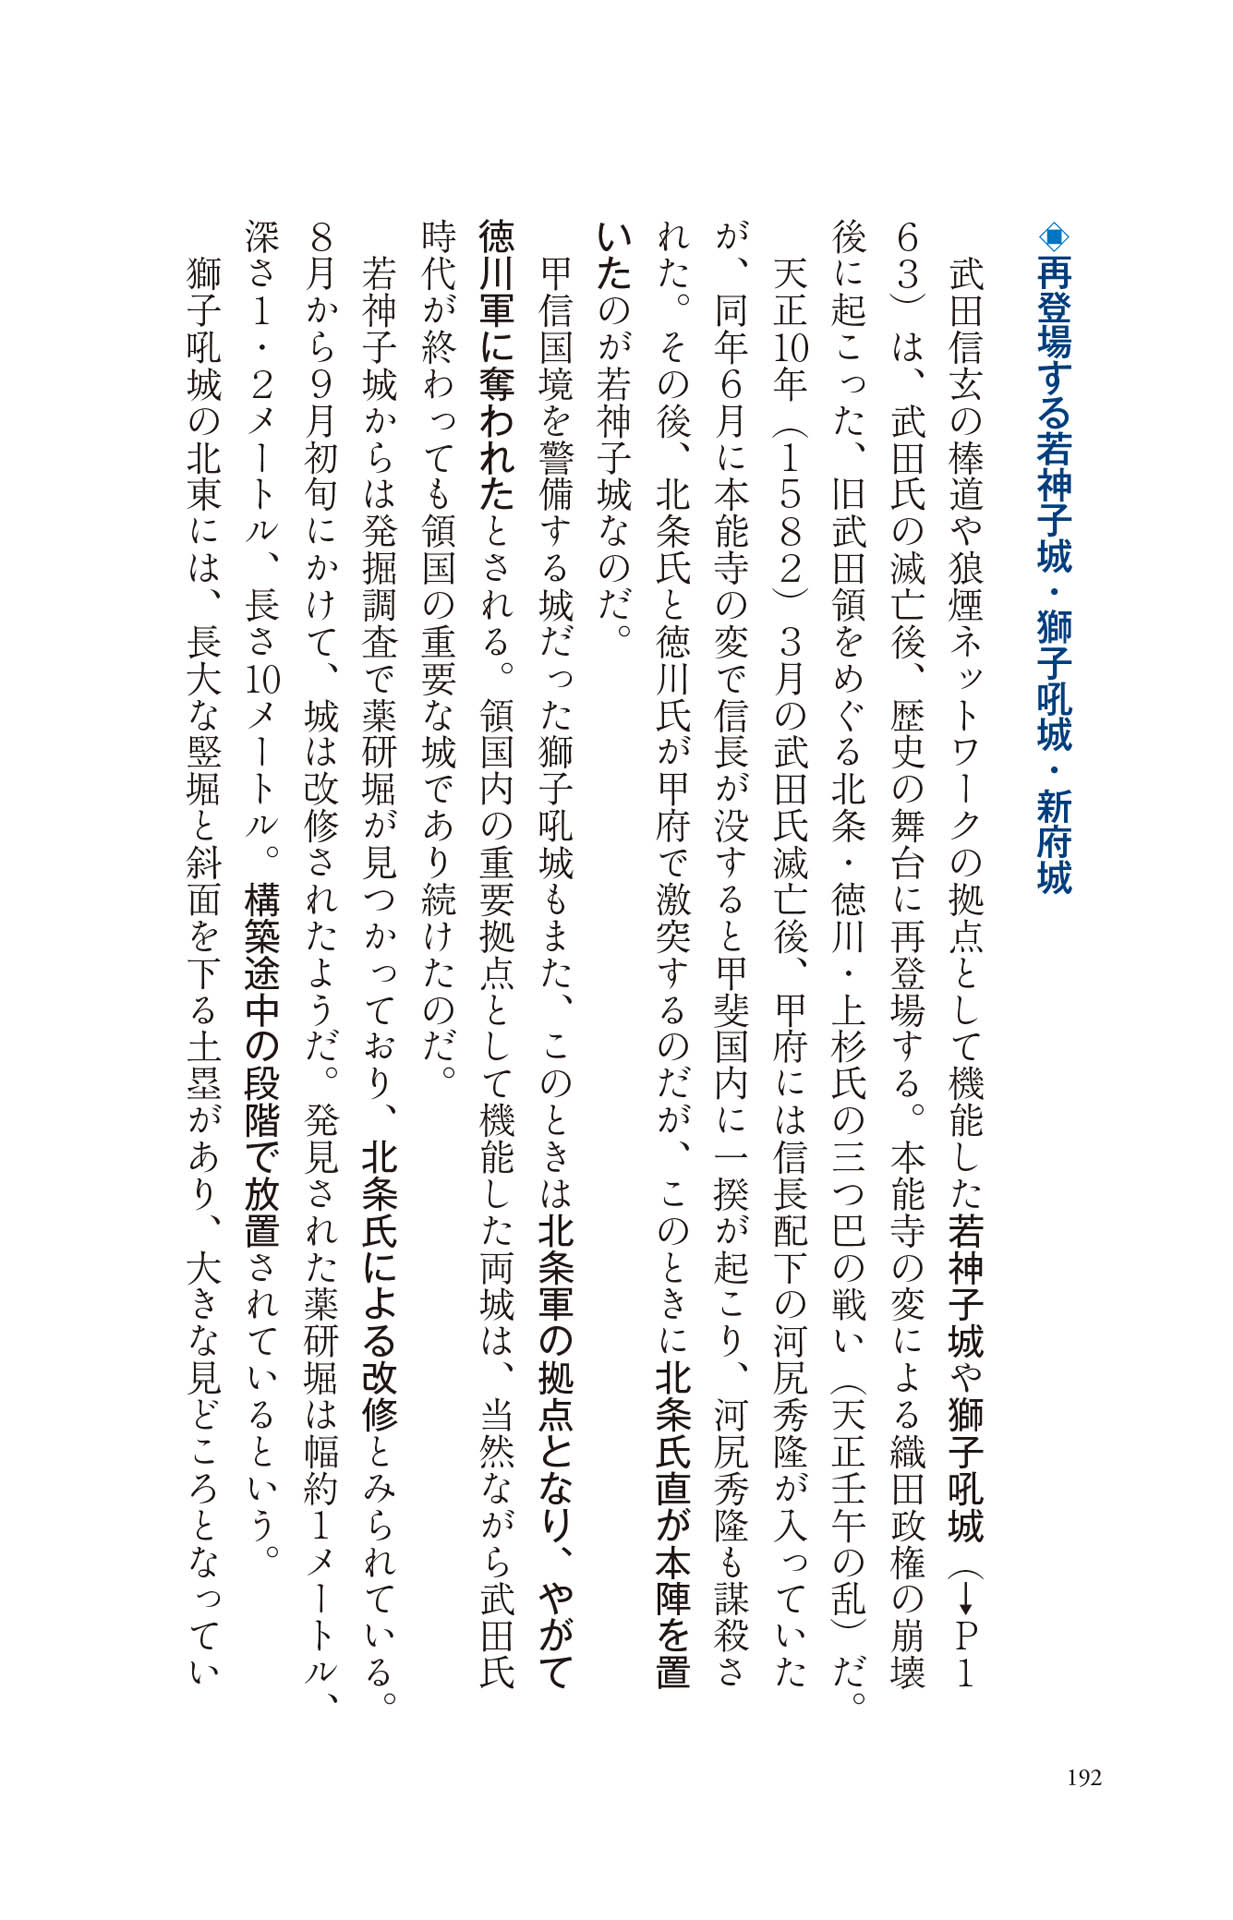 ◈再登場する若神子城・獅子吼城・新府城
武田信玄の棒道や狼煙ネットワークの拠点として機能した若神子城や獅子吼城（→P1
63）は、武田氏の滅亡後、歴史の舞台に再登場する。本能寺の変による織田政権の崩壊
後に起こった、旧武田領をめぐる北条・徳川・上杉氏の三つ巴の戦い（天正壬午の乱）だ。
天正10年（1582）3月の武田氏滅亡後、甲府には信長配下の河尻秀隆が入っていた
が、同年6月に本能寺の変で信長が没すると甲斐国内に一揆が起こり、河尻秀隆も謀殺さ
れた。その後、北条氏と徳川氏が甲府で激突するのだが、このときに北条氏直が本陣を置
いたのが若神子城なのだ。
甲信国境を警備する城だった獅子吼城もまた、このときは北条軍の拠点となり、やがて
徳川軍に奪われたとされる。領国内の重要拠点として機能した両城は、当然ながら武田氏
時代が終わっても領国の重要な城であり続けたのだ。
若神子城からは発掘調査で薬研堀が見つかっており、北条氏による改修とみられている。
8月から9月初旬にかけて、城は改修されたようだ。発見された薬研堀は幅約1メートル、
深さ1・2メートル、長さ10メートル。構築途中の段階で放置されているという。
獅子吼城の北東には、長大な竪堀と斜面を下る土塁があり、大きな見どころとなってい
192